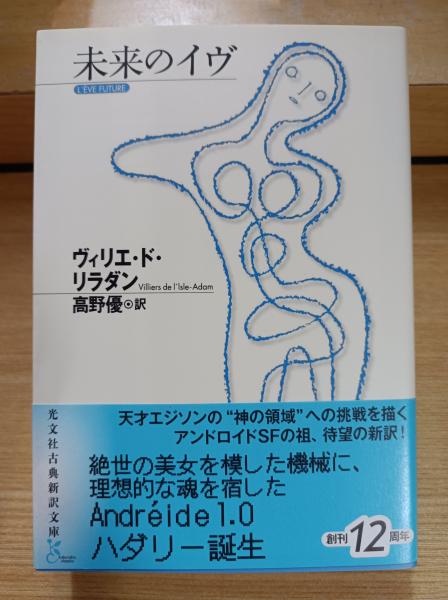 未来のイヴ
L'ÈVE FUTURE
ヴィリエ・ド・
リラダン Villiers de l'Isle-Adam
高野優◎訳
光文社古典新訳文庫
天才エジソンの“神の領域”への挑戦を描く
アンドロイドSFの祖、待望の新訳!
絶世の美女を模した機械に、
理想的な魂を宿した
Andréide 1.0
ハダリー誕生
創刊12周年